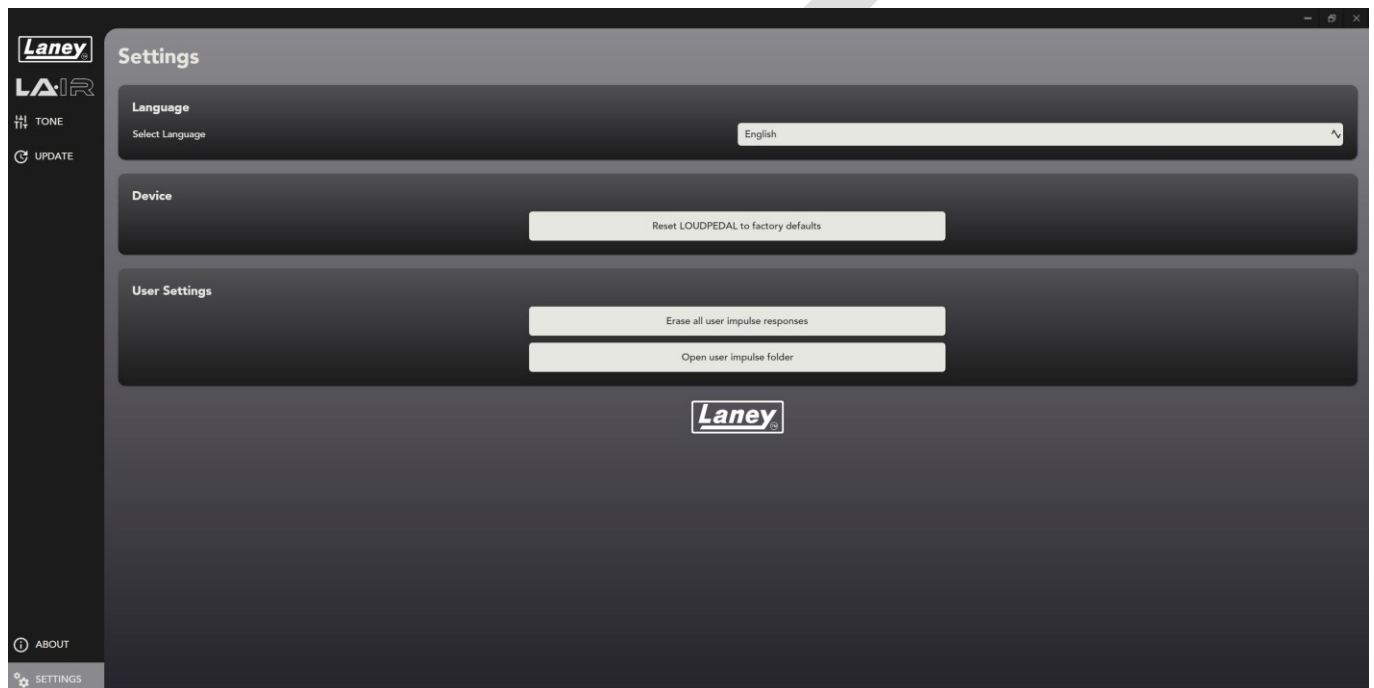 Laney
LA·IR
TONE
UPDATE
Settings
Language
Select Language
English
Device
Reset LOUDPEDAL to factory defaults
User Settings
Erase all user impulse responses
Open user impulse folder
Laney
ABOUT
SETTINGS